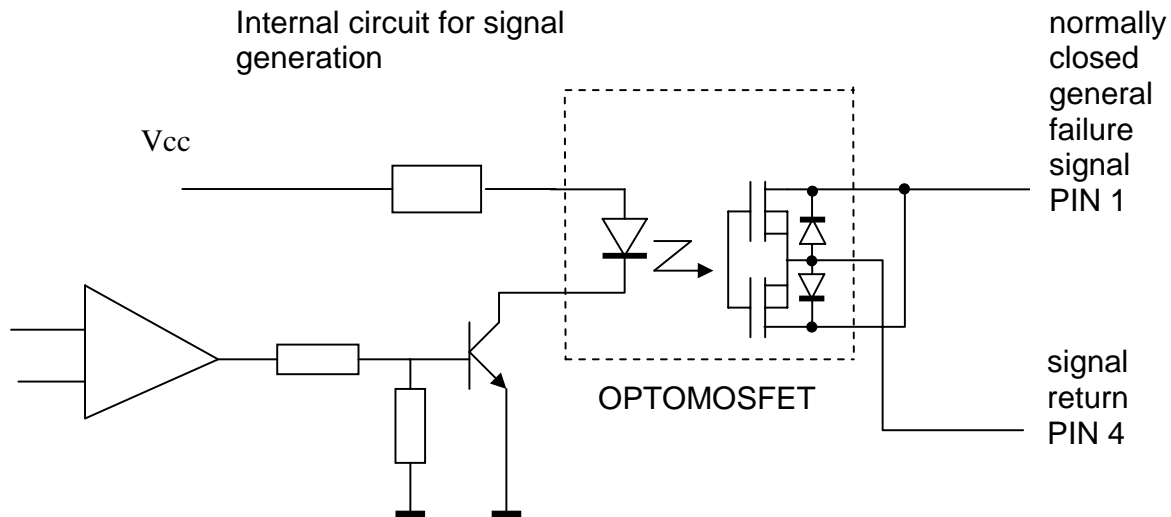 Internal circuit for signal
generation
normally
closed
general
failure
signal
PIN 1
Vcc
OPTOMOSFET
signal
return
PIN 4